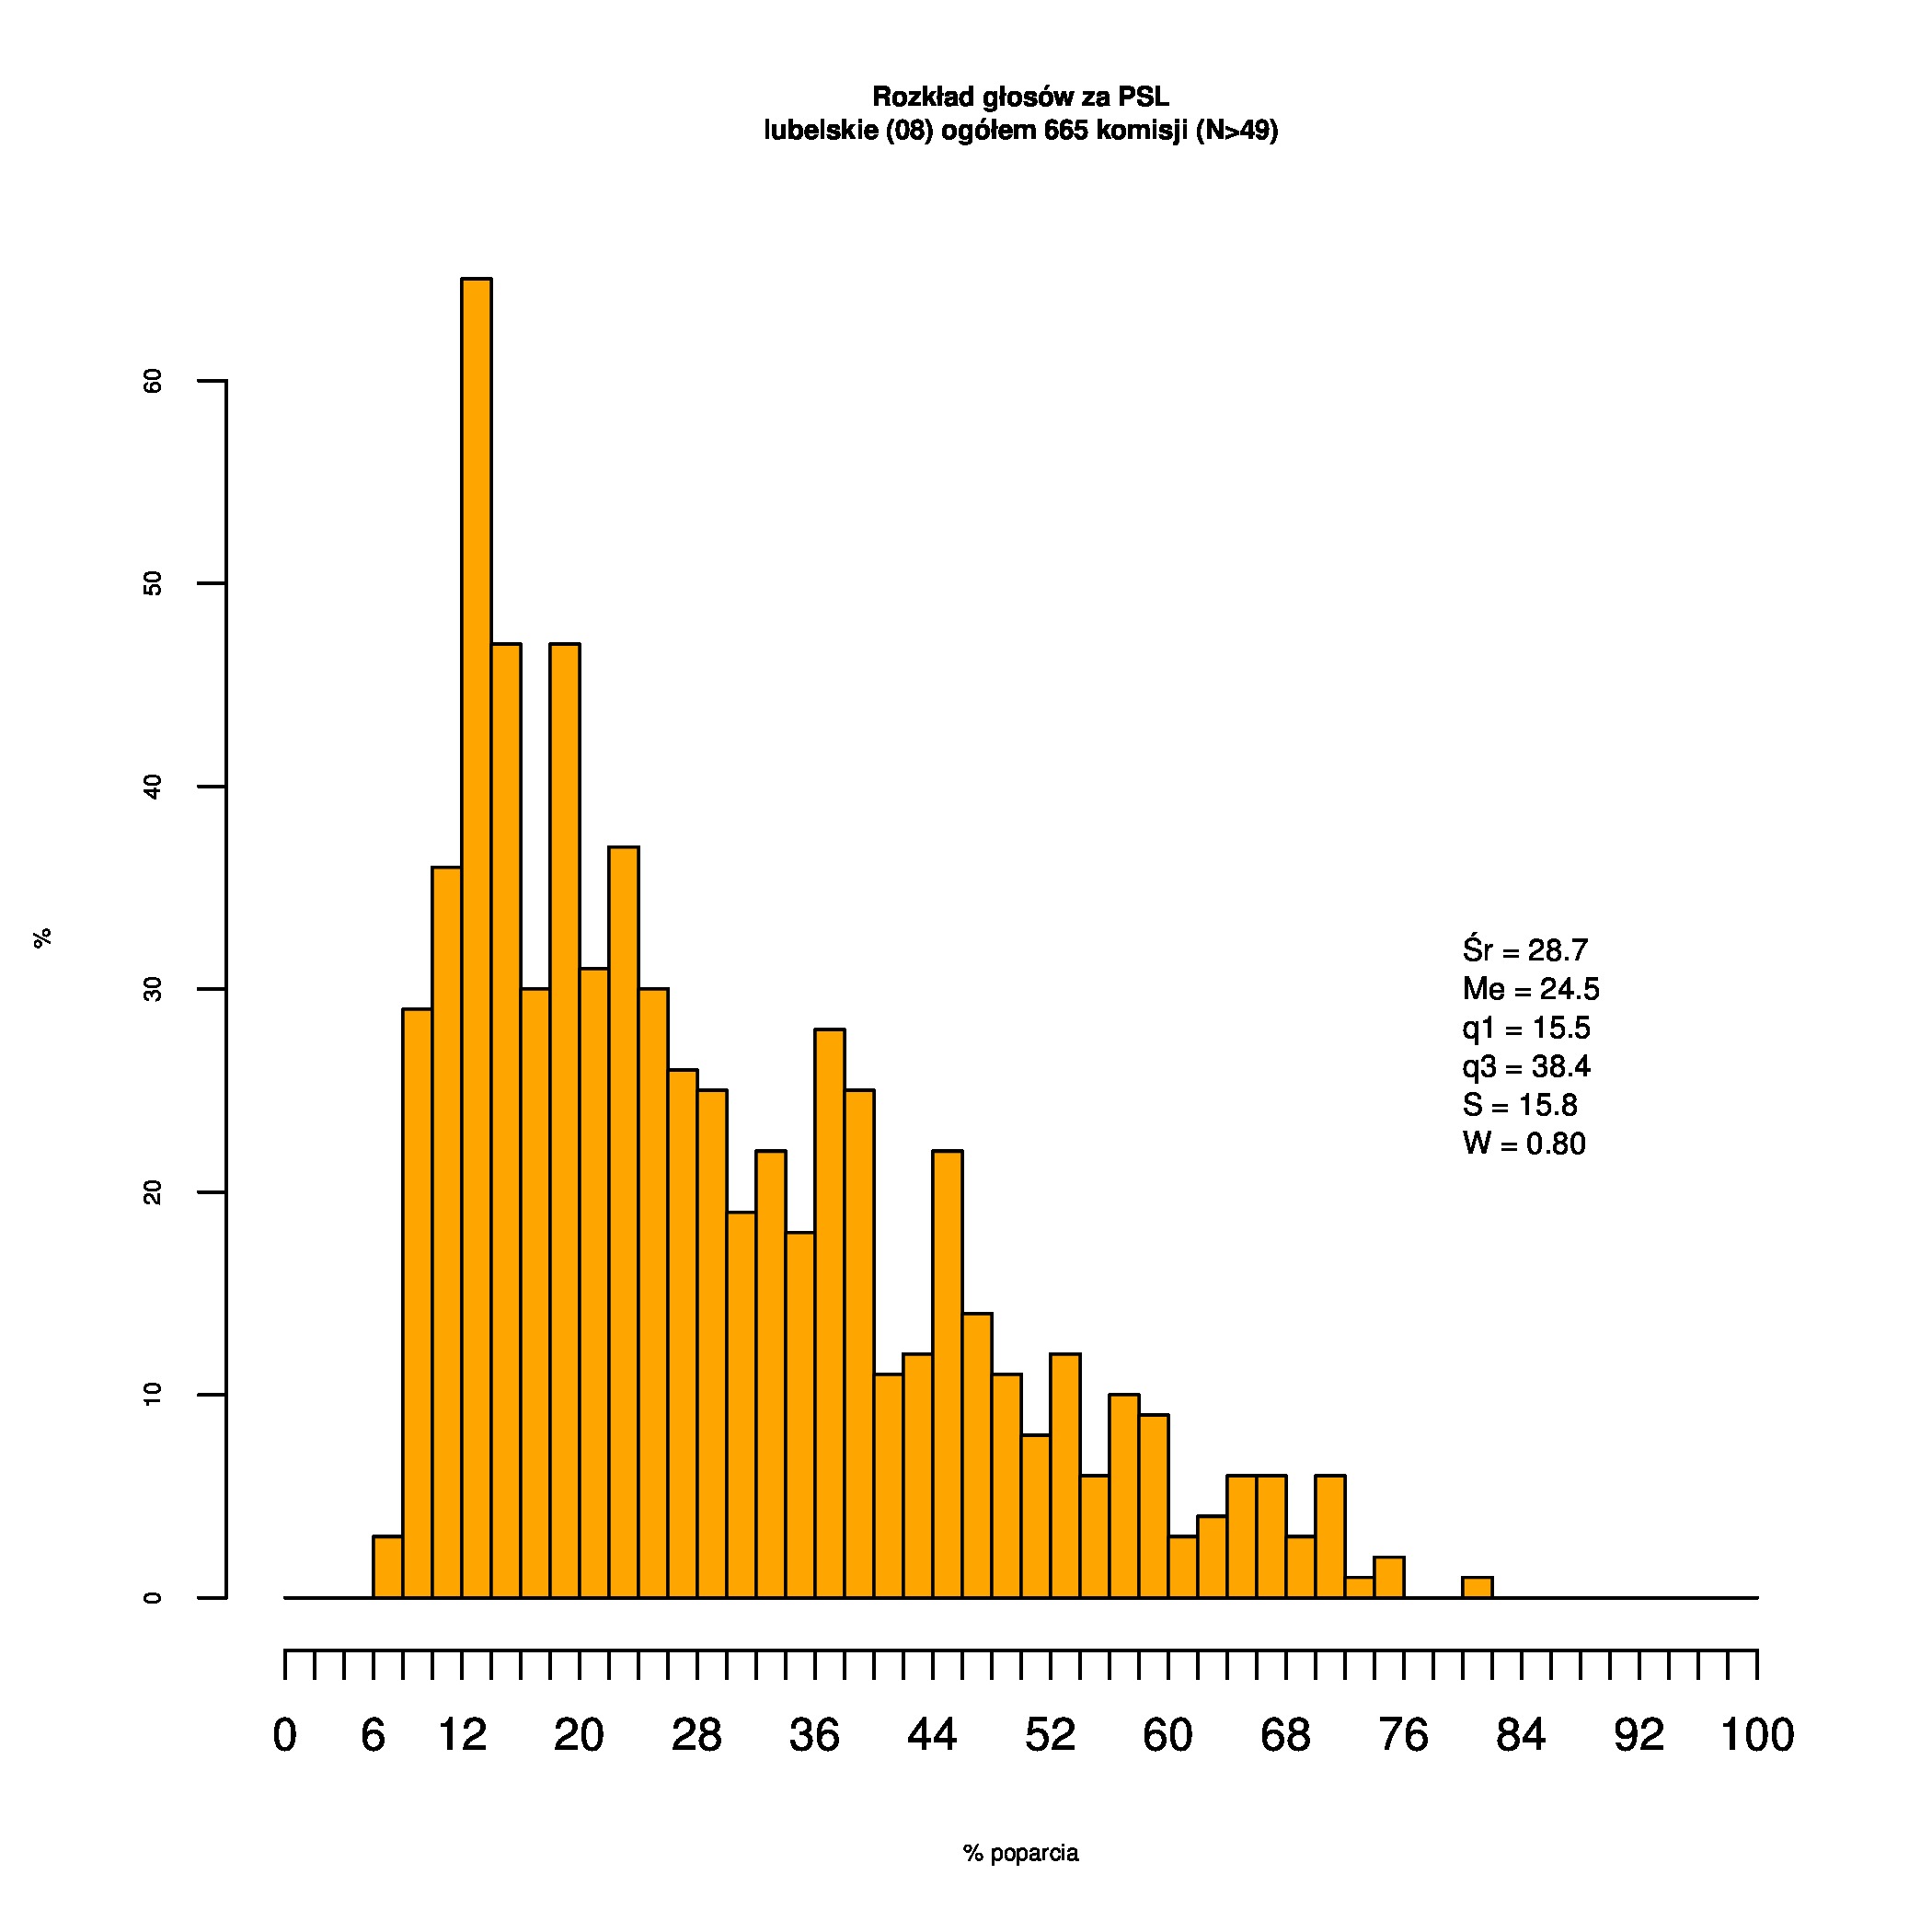 Rozkład głosów za PSL
lubelskie (08) ogółem 665 komisji (N>49)
60
50
40
30
20
10
0
%
Śr = 28.7
Me = 24.5
q1 = 15.5
q3 = 38.4
S = 15.8
W = 0.80
0 6 12 20 28 36 44 52 60 68 76 84 92 100
% poparcia